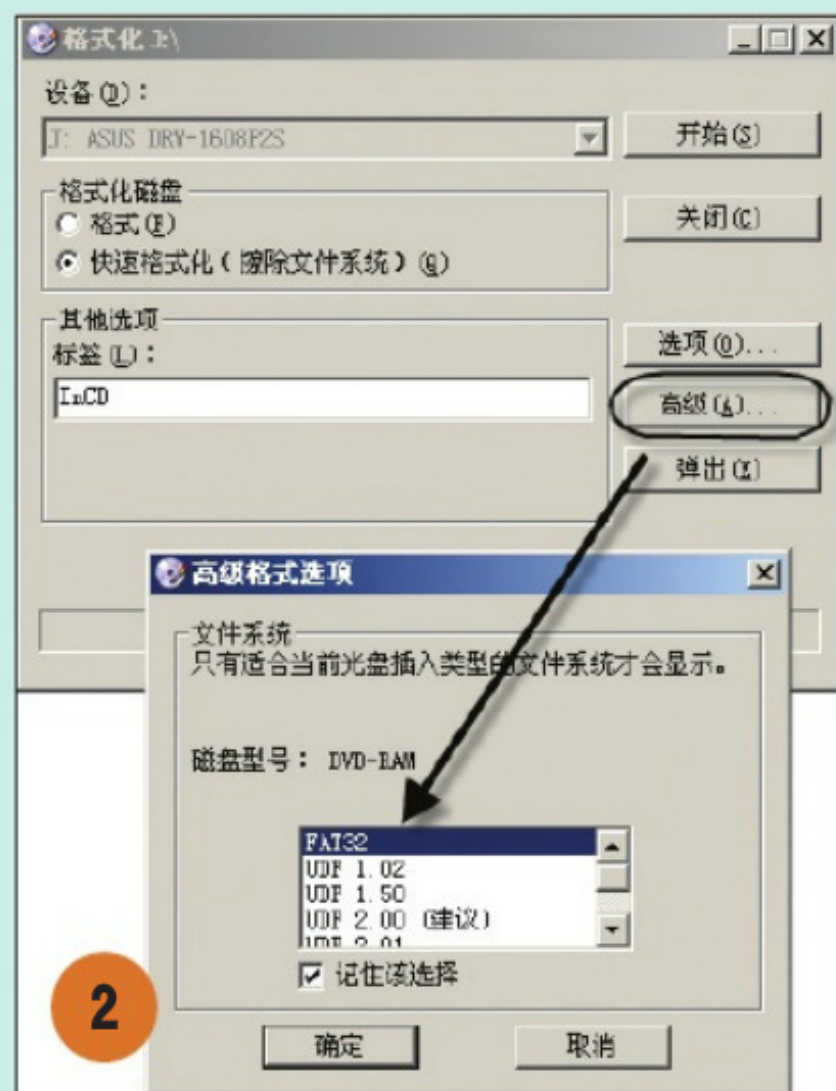 格式化 J:\
设备(D)：
J: ASUS DRW-1608P2S
开始(S)
格式化磁盘
格式(F)
关闭(C)
快速格式化(擦除文件系统)(Q)
其他选项
标签(L)：
选项(O)...
InCD
高级(A)...
弹出(X)
高级格式选项
文件系统
只有适合当前光盘插入类型的文件系统才会显示。
磁盘型号： DVD-RAM
FAT32
UDF 1.02
UDF 1.50
UDF 2.00 (建议)
UDF 2.01
记住该选择
2
确定
取消